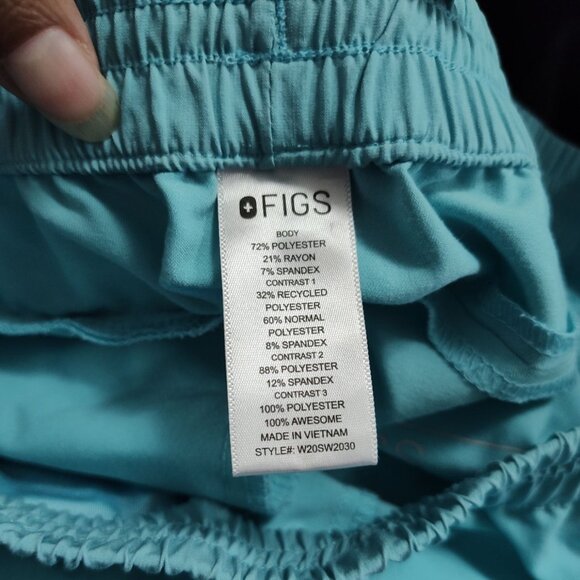 FIGS
BODY
72% POLYESTER
21% RAYON
7% SPANDEX
CONTRAST 1
32% RECYCLED
POLYESTER
60% NORMAL
POLYESTER
8% SPANDEX
CONTRAST 2
88% POLYESTER
12% SPANDEX
CONTRAST 3
100% POLYESTER
100% AWESOME
MADE IN VIETNAM
STYLE#: W20SW2030